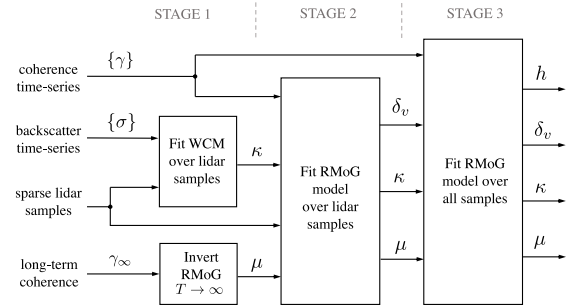 STAGE 1
STAGE 2
STAGE 3
coherence
time-series
{γ}
backscatter
time-series
{σ}
sparse lidar
samples
long-term
coherence
γ∞
Fit WCM
over lidar
samples
κ
Invert
RMoG
T → ∞
μ
Fit RMoG
model
over lidar
samples
δv
κ
μ
Fit RMoG
model over
all samples
h
δv
κ
μ